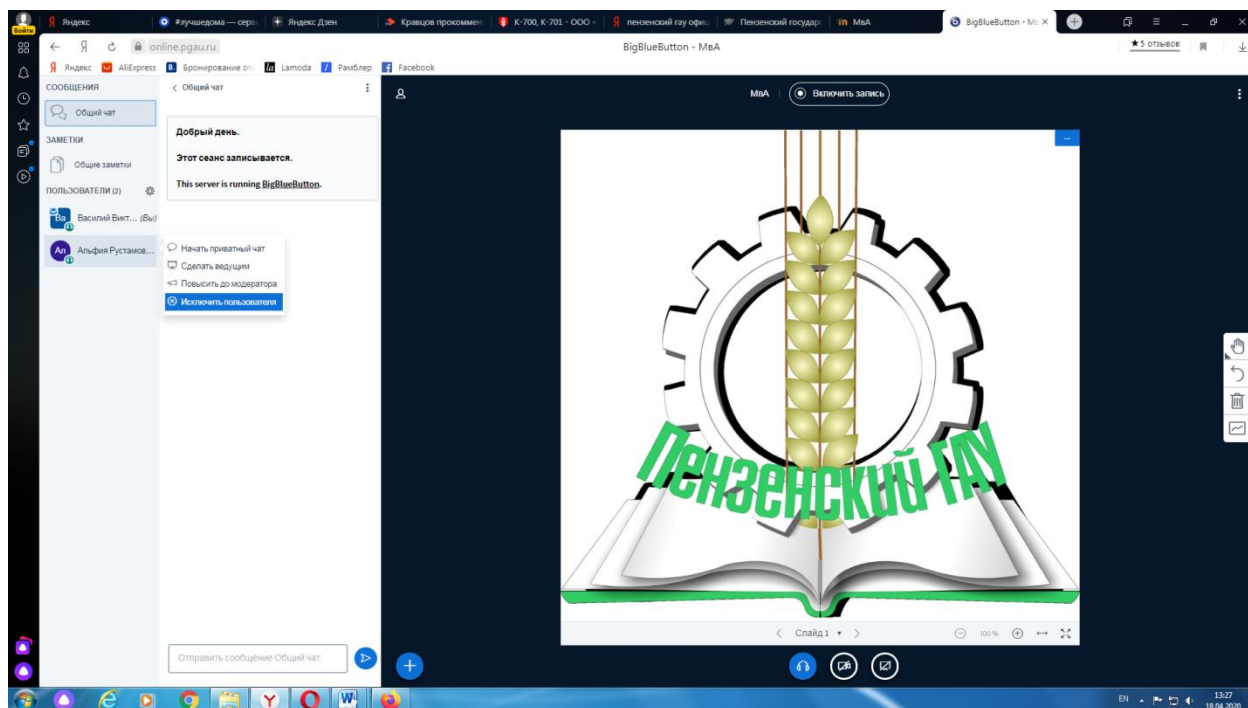 Войти
Яндекс
#лучшедома — серв
Яндекс Дзен
Кравцов прокоммен
К-700, К-701 - ООО -
пензенский гау офиц
Пензенский государс
МвА
BigBlueButton - Мв
online.pgau.ru
BigBlueButton - МвА
★ 5 отзывов
Яндекс
AliExpress
Бронирование от
Lamoda
Рамблер
Facebook
СООБЩЕНИЯ
Общий чат
ЗАМЕТКИ
Общие заметки
ПОЛЬЗОВАТЕЛИ (2)
Ва Василий Викт... (Вы)
Ал Альфия Рустамов...
Общий чат
Добрый день.
Этот сеанс записывается.
This server is running BigBlueButton.
Начать приватный чат
Сделать ведущим
Повысить до модератора
Исключить пользователя
Отправить сообщение Общий чат
МвА
Включить запись
Пензенский ГАУ
Слайд 1
100%
EN
13:27
18.04.2020